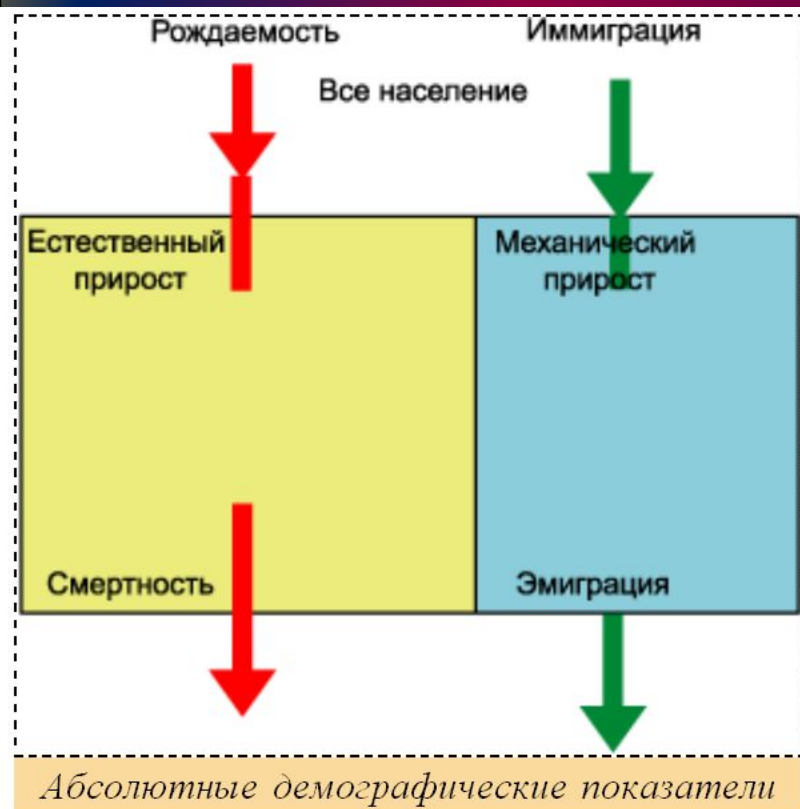 Рождаемость
Иммиграция
Все население
Естественный
прирост
Механический
прирост
Смертность
Эмиграция
Абсолютные демографические показатели